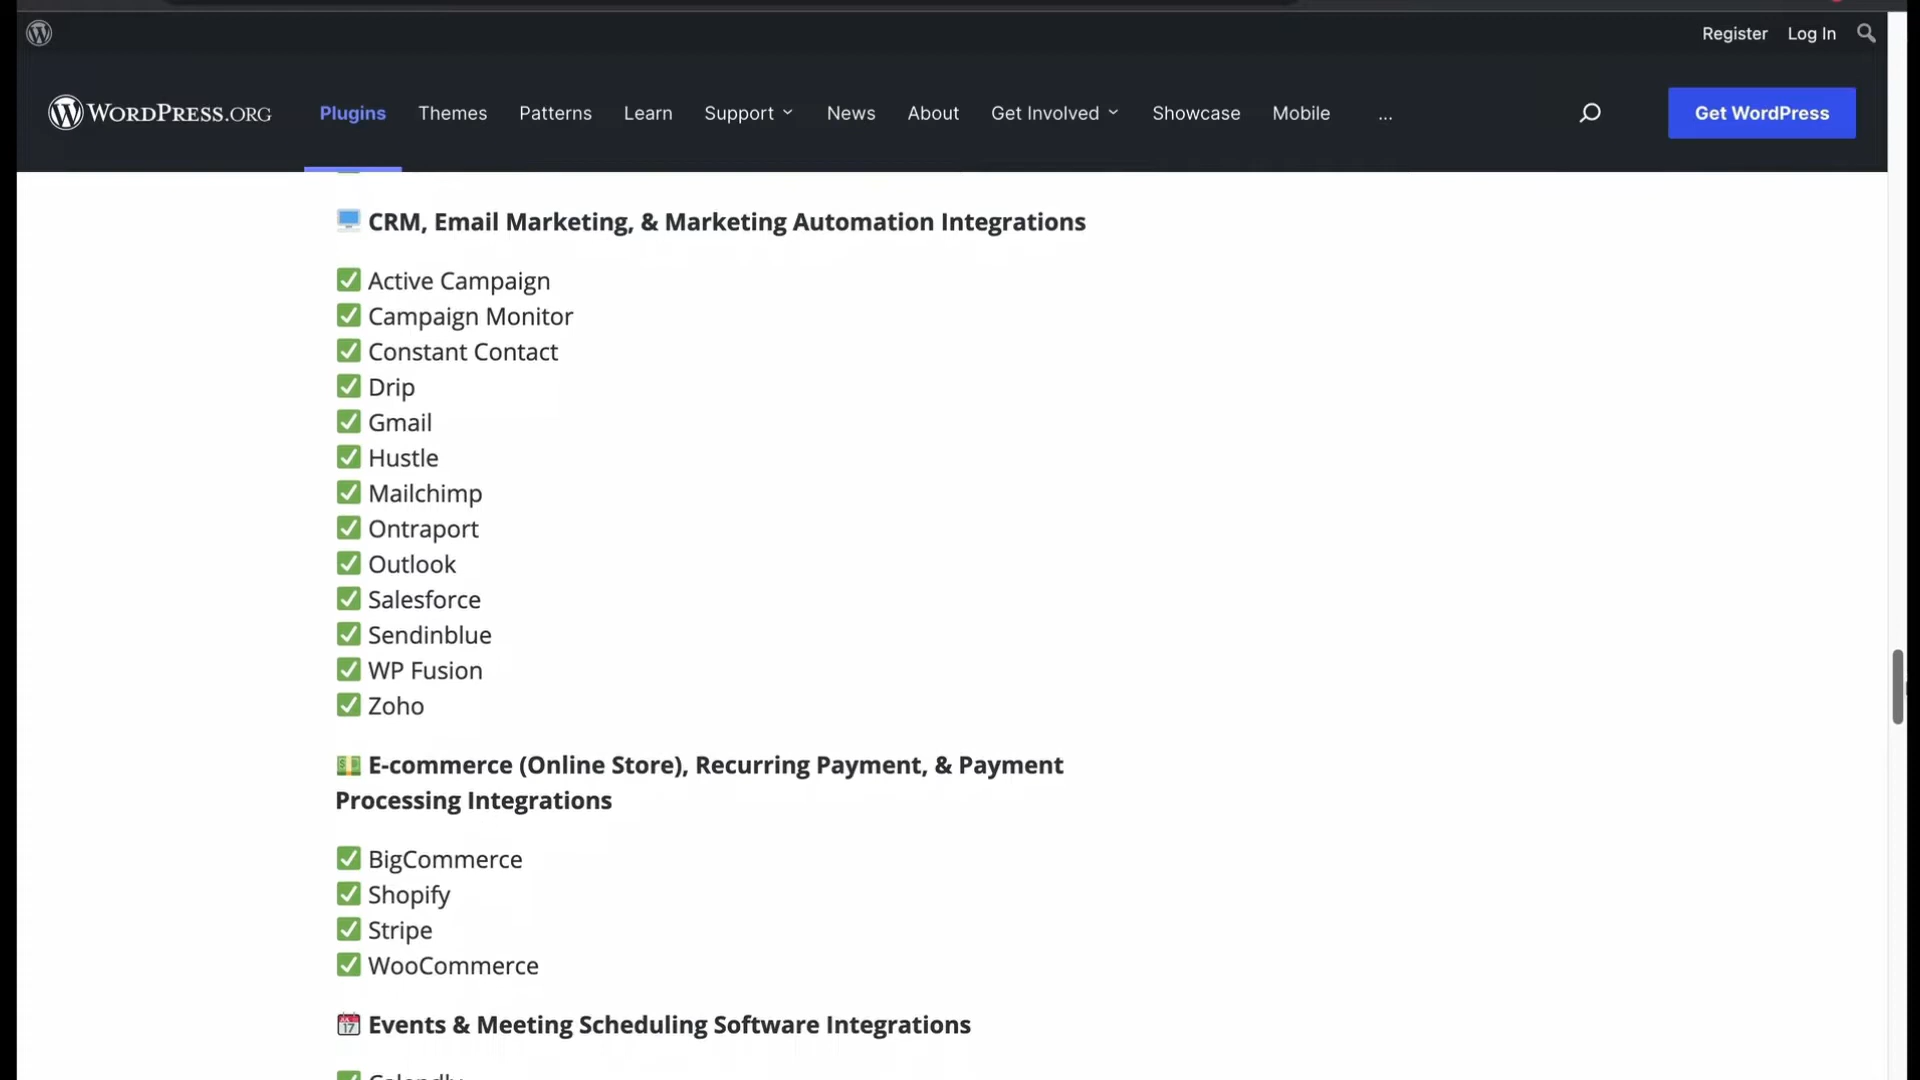 Register Log In
WORDPRESS.ORG Plugins Themes Patterns Learn Support News About Get Involved Showcase Mobile ... Get WordPress
CRM, Email Marketing, & Marketing Automation Integrations
Active Campaign
Campaign Monitor
Constant Contact
Drip
Gmail
Hustle
Mailchimp
Ontraport
Outlook
Salesforce
Sendinblue
WP Fusion
Zoho
E-commerce (Online Store), Recurring Payment, & Payment
Processing Integrations
BigCommerce
Shopify
Stripe
WooCommerce
17 Events & Meeting Scheduling Software Integrations